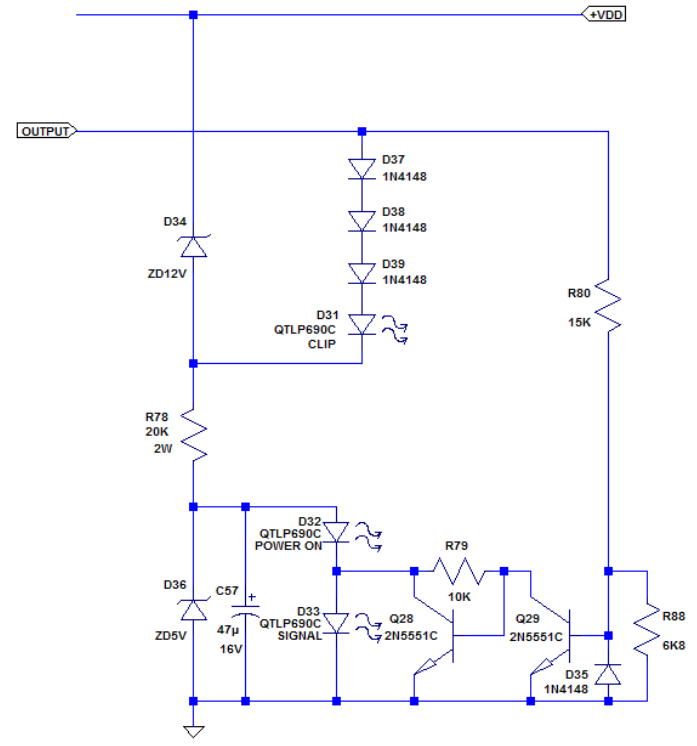 +VDD
OUTPUT
D37
1N4148
D38
1N4148
D34
ZD12V
D39
1N4148
D31
QTLP690C
CLIP
R80
15K
R78
20K
2W
D32
QTLP690C
POWER ON
R79
10K
D36
ZD5V
C57
+
47µ
16V
D33
QTLP690C
SIGNAL
Q28
2N5551C
Q29
2N5551C
R88
6K8
D35
1N4148